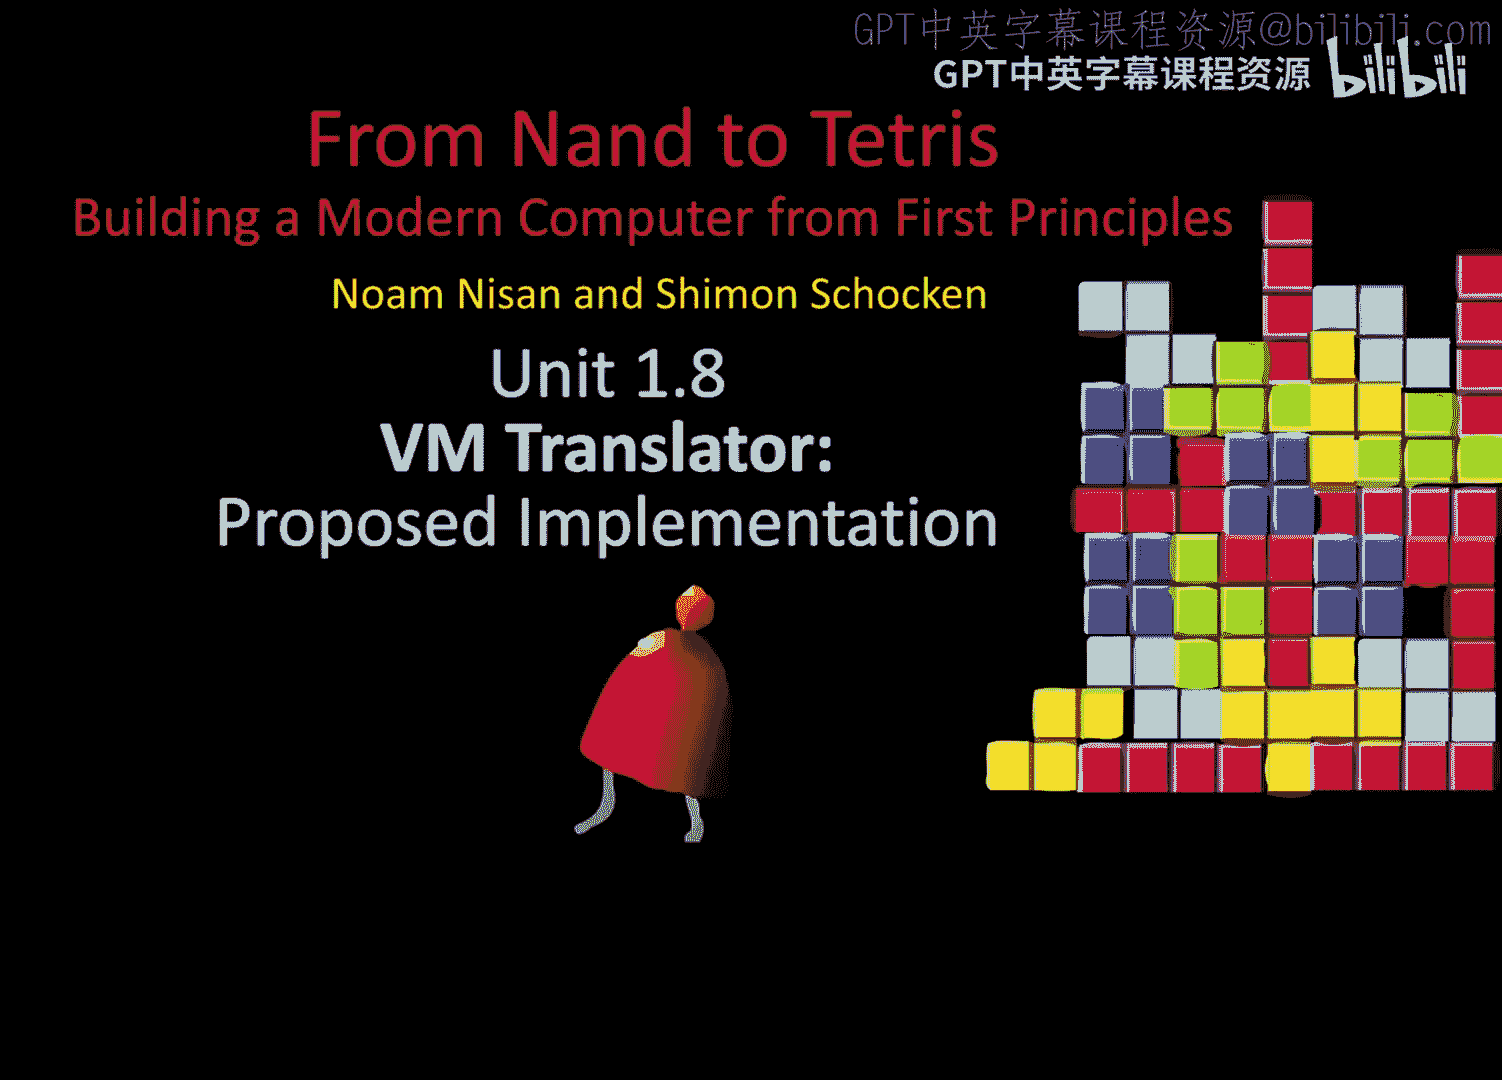 GPT中英字幕课程资源@bilibili.com
GPT中英字幕课程资源 bilibili
From Nand to Tetris
Building a Modern Computer from First Principles
Noam Nisan and Shimon Schocken
Unit 1.8
VM Translator:
Proposed Implementation